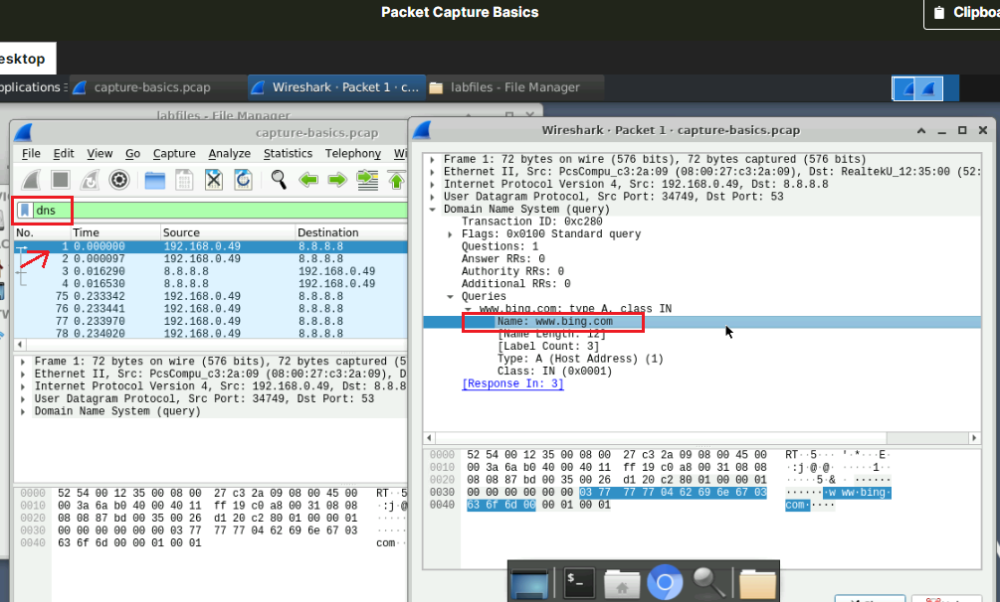 Packet Capture Basics
Clipboa
esktop
pplications
capture-basics.pcap
Wireshark · Packet 1 · c...
labfiles - File Manager
labfiles - File Manager
capture-basics.pcap
File Edit View Go Capture Analyze Statistics Telephony Wi
dns
No. Time Source Destination
1 0.000000 192.168.0.49 8.8.8.8
2 0.000097 192.168.0.49 8.8.8.8
3 0.016290 8.8.8.8 192.168.0.49
4 0.016530 8.8.8.8 192.168.0.49
75 0.233342 192.168.0.49 8.8.8.8
76 0.233441 192.168.0.49 8.8.8.8
77 0.233970 192.168.0.49 8.8.8.8
78 0.234020 192.168.0.49 8.8.8.8
Frame 1: 72 bytes on wire (576 bits), 72 bytes captured (5
Ethernet II, Src: PcsCompu_c3:2a:09 (08:00:27:c3:2a:09), D
Internet Protocol Version 4, Src: 192.168.0.49, Dst: 8.8.8
User Datagram Protocol, Src Port: 34749, Dst Port: 53
Domain Name System (query)
0000 52 54 00 12 35 00 08 00 27 c3 2a 09 08 00 45 00 RT··5
0010 00 3a 6a b0 40 00 40 11 ff 19 c0 a8 00 31 08 08 ·:j·@
0020 08 08 87 bd 00 35 00 26 d1 20 c2 80 01 00 00 01 ·····
0030 00 00 00 00 00 00 03 77 77 77 04 62 69 6e 67 03 ·····
0040 63 6f 6d 00 00 01 00 01 com··
Wireshark · Packet 1 · capture-basics.pcap
Frame 1: 72 bytes on wire (576 bits), 72 bytes captured (576 bits)
Ethernet II, Src: PcsCompu_c3:2a:09 (08:00:27:c3:2a:09), Dst: RealtekU_12:35:00 (52:
Internet Protocol Version 4, Src: 192.168.0.49, Dst: 8.8.8.8
User Datagram Protocol, Src Port: 34749, Dst Port: 53
Domain Name System (query)
Transaction ID: 0xc280
Flags: 0x0100 Standard query
Questions: 1
Answer RRs: 0
Authority RRs: 0
Additional RRs: 0
Queries
www.bing.com: type A, class IN
Name: www.bing.com
[Name Length: 12]
[Label Count: 3]
Type: A (Host Address) (1)
Class: IN (0x0001)
[Response In: 3]
0000 52 54 00 12 35 00 08 00 27 c3 2a 09 08 00 45 00 RT··5··· '·*···E·
0010 00 3a 6a b0 40 00 40 11 ff 19 c0 a8 00 31 08 08 ·:j·@·@· ·····1··
0020 08 08 87 bd 00 35 00 26 d1 20 c2 80 01 00 00 01 ·····5·& · ······
0030 00 00 00 00 00 00 03 77 77 77 04 62 69 6e 67 03 ·······w ww·bing·
0040 63 6f 6d 00 00 01 00 01 com·····